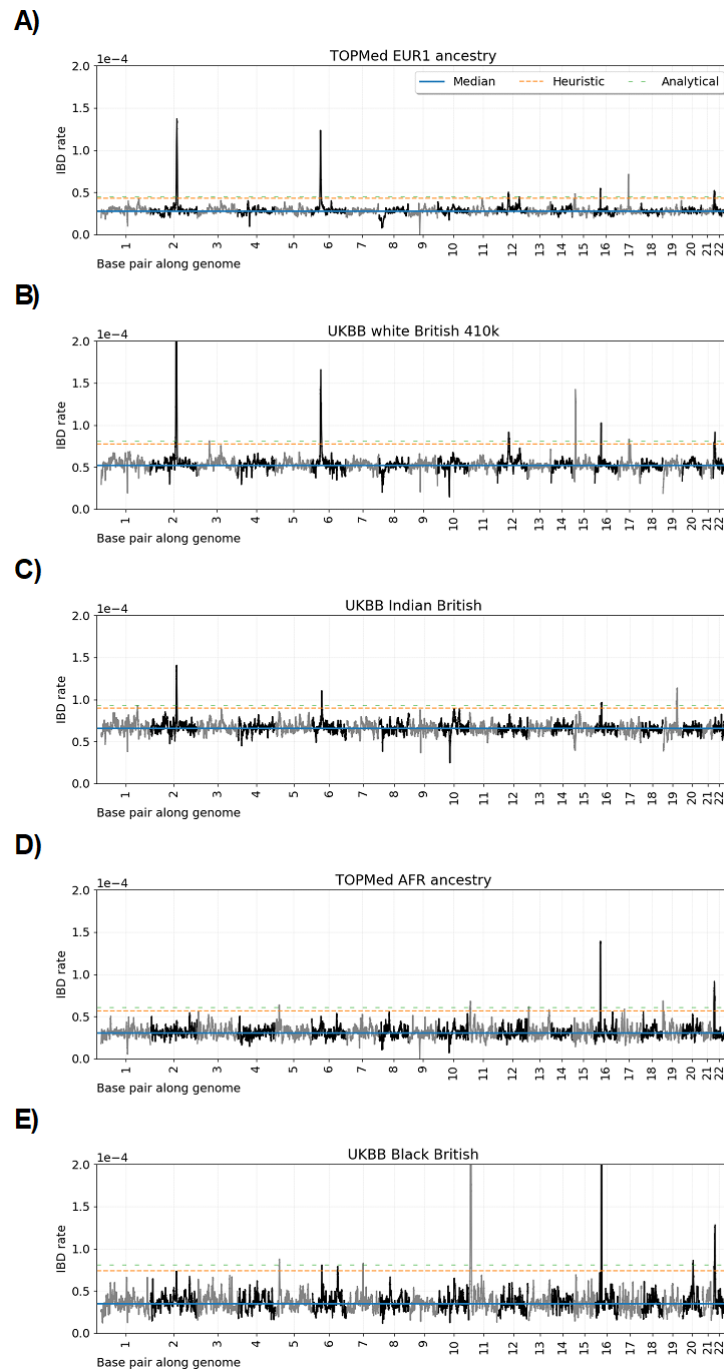 A)
TOPMed EUR1 ancestry
1e−4
Median Heuristic Analytical
2.0
1.5
1.0
0.5
0.0
IBD rate
1 2 3 4 5 6 7 8 9 10 11 12 13 14 15 16 17 18 19 20 21 22
Base pair along genome
B)
UKBB white British 410k
1e−4
2.0
1.5
1.0
0.5
0.0
IBD rate
1 2 3 4 5 6 7 8 9 10 11 12 13 14 15 16 17 18 19 20 21 22
Base pair along genome
C)
UKBB Indian British
1e−4
2.0
1.5
1.0
0.5
0.0
IBD rate
1 2 3 4 5 6 7 8 9 10 11 12 13 14 15 16 17 18 19 20 21 22
Base pair along genome
D)
TOPMed AFR ancestry
1e−4
2.0
1.5
1.0
0.5
0.0
IBD rate
1 2 3 4 5 6 7 8 9 10 11 12 13 14 15 16 17 18 19 20 21 22
Base pair along genome
E)
UKBB Black British
1e−4
2.0
1.5
1.0
0.5
0.0
IBD rate
1 2 3 4 5 6 7 8 9 10 11 12 13 14 15 16 17 18 19 20 21 22
Base pair along genome